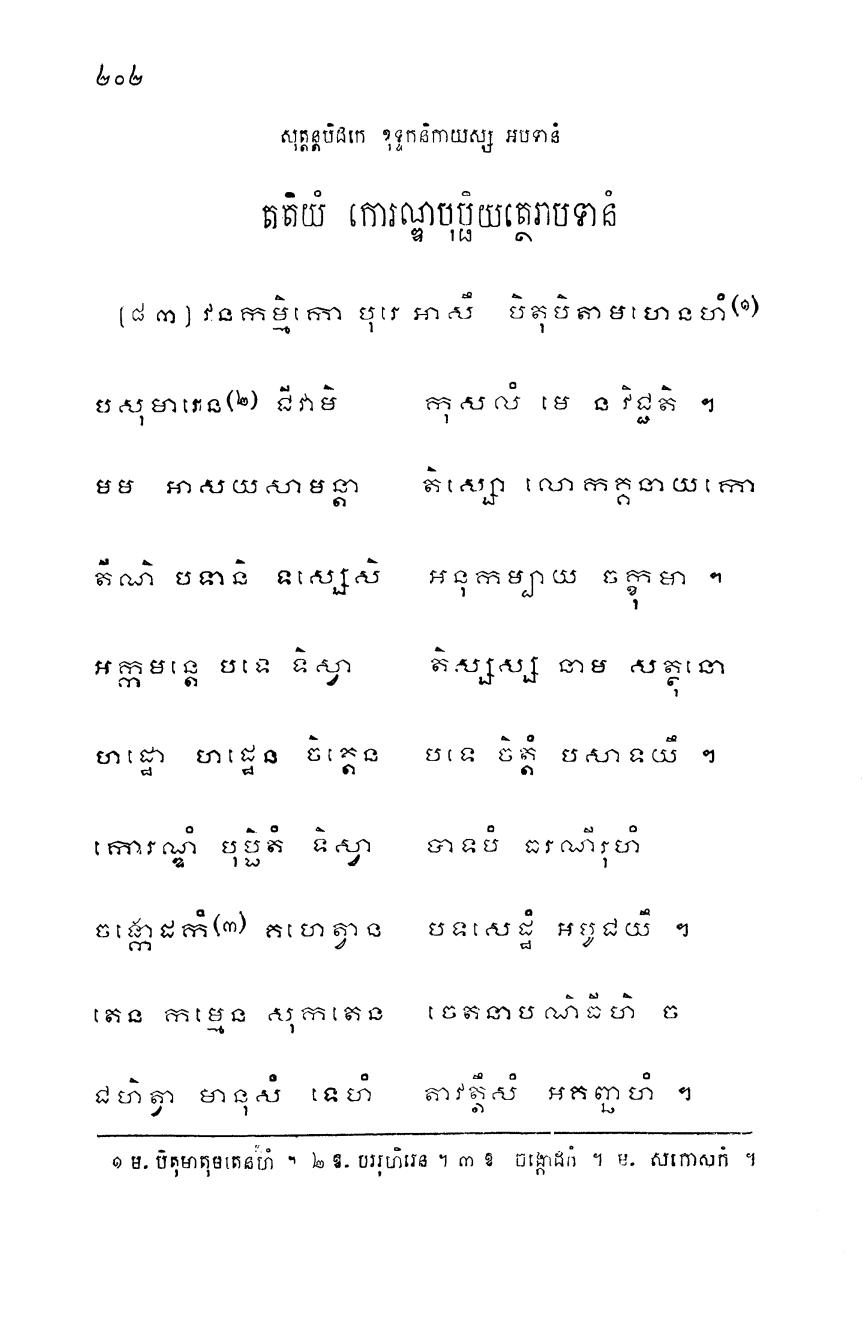 ២០២
សុត្តន្តបិដកេ ខុទ្ទកនិកាយស្ស អបទានំ
តតិយំ កោរណ្ឌបុប្ផិយត្ថេរាបទានំ
[៨៣] វនកម្មិកោ បុរេ អាសឹ បិតុបិតាមហេនហំ(១)
បសុមារេន(២) ជីវាមិ កុសលំ មេ ន វិជ្ជតិ ។
មម អាសយសាមន្តា តិស្សោ លោកគ្គនាយកោ
តីណិ បទានិ ទស្សេសិ អនុកម្បាយ ចក្ខុមា ។
អក្កមន្តេ បទេ ទិស្វា តិស្សស្ស នាម សត្ថុនោ
ហដ្ឋោ ហដ្ឋេន ចិត្តេន បទេ ចិត្តំ បសាទយឹ ។
កោរណ្ឌំ បុប្ផិតំ ទិស្វា បាទបំ ធរណីរុហំ
ចង្កោដកំ(៣) គហេត្វាន បទសេដ្ឋំ អបូជយឹ ។
តេន កម្មេន សុកតេន ចេតនាបណិធីហិ ច
ជហិត្វា មានុសំ ទេហំ តាវត្តឹសំ អគញ្ឆហំ ។
១ ម. បិតុមាតុមតេនហំ ។ ២ ឱ. បររុហិរេន ។ ៣ ឱ ចង្កោដកំ ។ ម. សកោសកំ ។